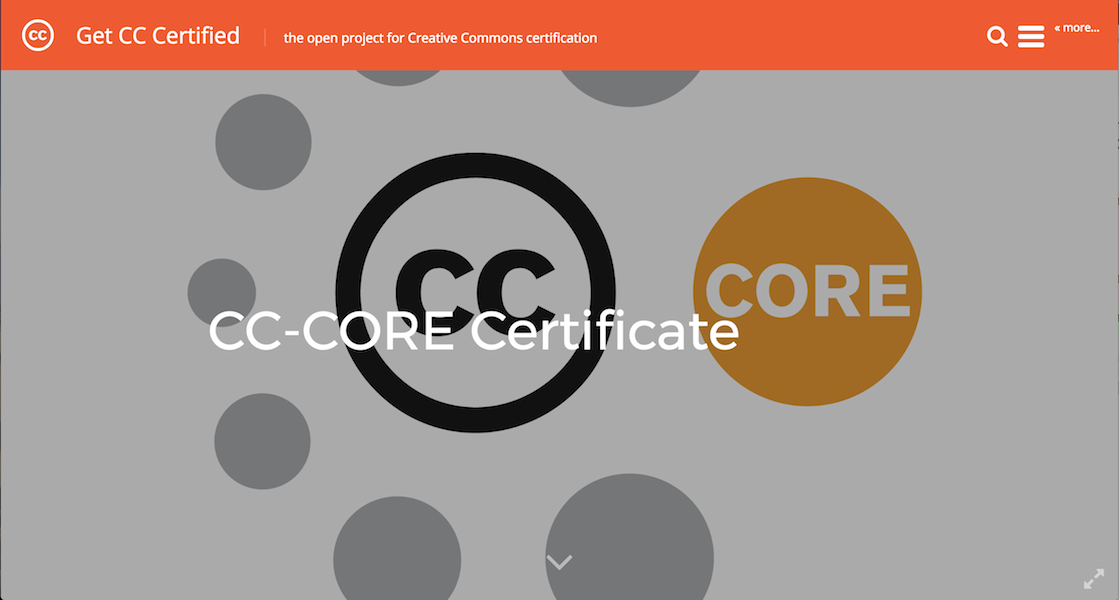 cc
Get CC Certified
the open project for Creative Commons certification
« more...
CC
CORE
CC-CORE Certificate